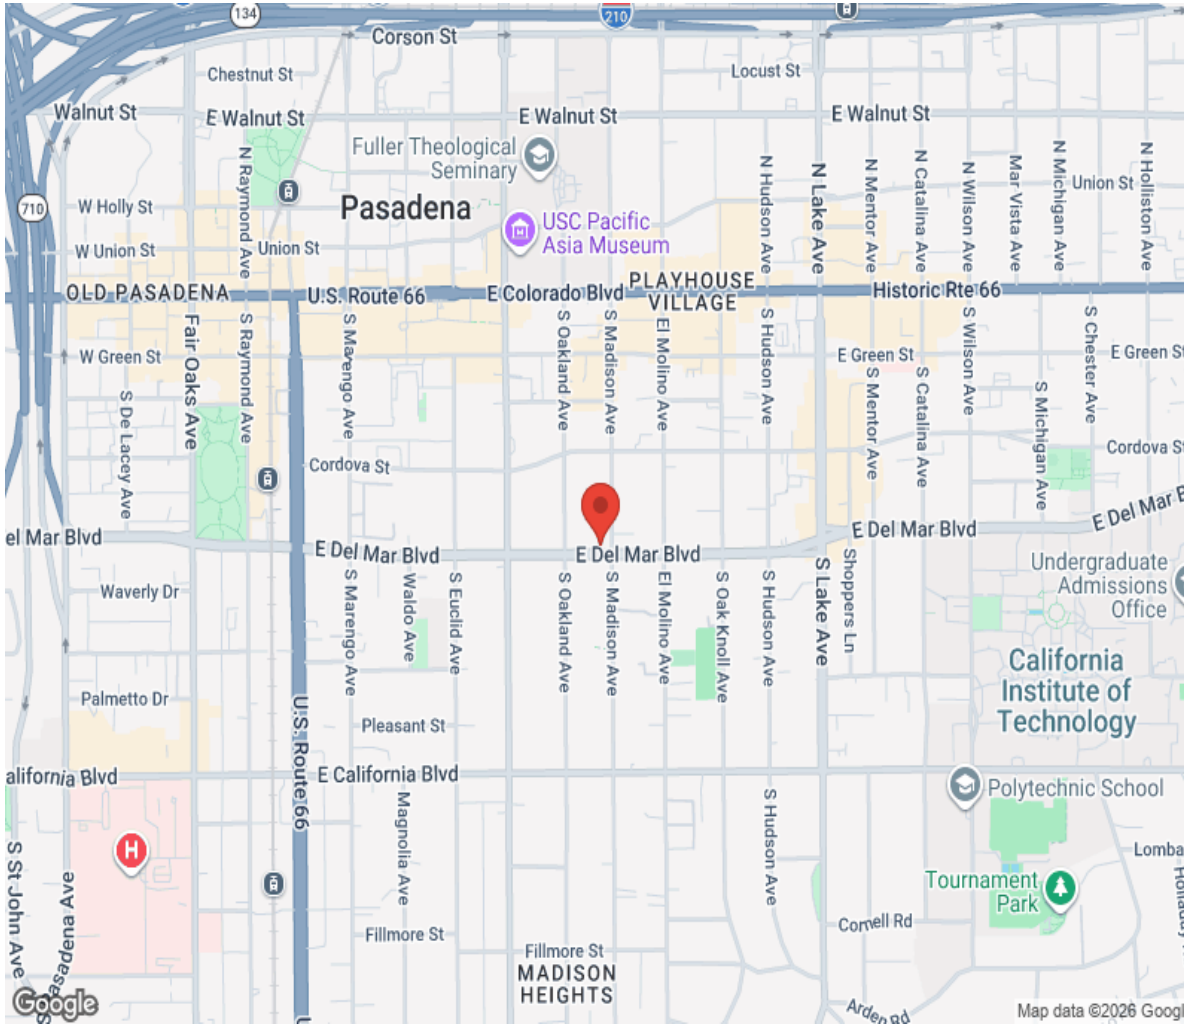 134
210
Corson St
Chestnut St
Locust St
Walnut St
E Walnut St
E Walnut St
E Walnut St
Fuller Theological
Seminary
N Raymond Ave
N Hudson Ave
N Lake Ave
N Mentor Ave
N Catalina Ave
N Wilson Ave
Mar Vista Ave
N Michigan Ave
N Holliston Ave
Union St
710
W Holly St
Pasadena
USC Pacific
Asia Museum
W Union St
Union St
OLD PASADENA
U.S. Route 66
E Colorado Blvd
PLAYHOUSE
VILLAGE
Historic Rte 66
Fair Oaks Ave
S Raymond Ave
S Marengo Ave
S Oakland Ave
S Madison Ave
El Molino Ave
S Hudson Ave
S Wilson Ave
S Chester Ave
W Green St
E Green St
E Green St
S De Lacey Ave
S Mentor Ave
S Catalina Ave
S Michigan Ave
Cordova St
Cordova St
el Mar Blvd
E Del Mar Blvd
E Del Mar Blvd
E Del Mar Blvd
E Del Mar B
Waverly Dr
S Marengo Ave
Waldo Ave
S Euclid Ave
S Oakland Ave
S Madison Ave
El Molino Ave
S Oak Knoll Ave
S Hudson Ave
S Lake Ave
Shoppers Ln
Undergraduate
Admissions
Office
California
Institute of
Technology
Palmetto Dr
U.S. Route 66
Pleasant St
alifornia Blvd
E California Blvd
Polytechnic School
H
Magnolia Ave
S Hudson Ave
S St John Ave
S Pasadena Ave
Lomba
Holladay R
Tournament
Park
Cornell Rd
Fillmore St
Fillmore St
MADISON
HEIGHTS
Arden Rd
Google
Map data ©2026 Googl